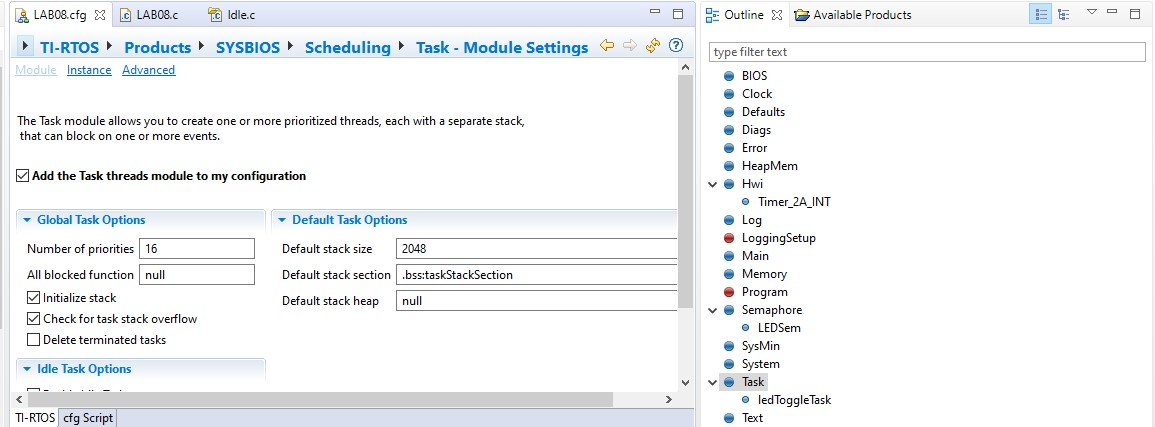 LAB08.cfg
LAB08.c
Idle.c
TI-RTOS Products SYSBIOS Scheduling Task - Module Settings
Module Instance Advanced
The Task module allows you to create one or more prioritized threads, each with a separate stack,
that can block on one or more events.
Add the Task threads module to my configuration
Global Task Options
Number of priorities 16
All blocked function null
Initialize stack
Check for task stack overflow
Delete terminated tasks
Idle Task Options
Default Task Options
Default stack size 2048
Default stack section .bss:taskStackSection
Default stack heap null
TI-RTOS cfg Script
Outline Available Products
type filter text
BIOS
Clock
Defaults
Diags
Error
HeapMem
Hwi
Timer_2A_INT
Log
LoggingSetup
Main
Memory
Program
Semaphore
LEDSem
SysMin
System
Task
ledToggleTask
Text